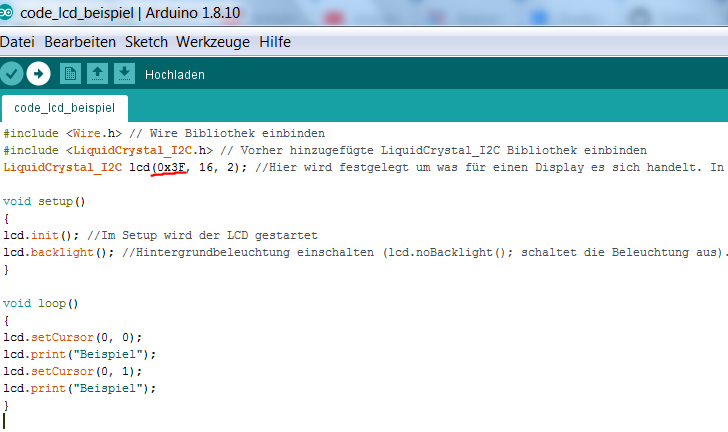 code_lcd_beispiel | Arduino 1.8.10
Datei Bearbeiten Sketch Werkzeuge Hilfe
Hochladen
code_lcd_beispiel
#include <Wire.h> // Wire Bibliothek einbinden
#include <LiquidCrystal_I2C.h> // Vorher hinzugefügte LiquidCrystal_I2C Bibliothek einbinden
LiquidCrystal_I2C lcd(0x3F, 16, 2); //Hier wird festgelegt um was für einen Display es sich handelt. In
void setup()
{
lcd.init(); //Im Setup wird der LCD gestartet
lcd.backlight(); //Hintergrundbeleuchtung einschalten (lcd.noBacklight(); schaltet die Beleuchtung aus).
}
void loop()
{
lcd.setCursor(0, 0);
lcd.print("Beispiel");
lcd.setCursor(0, 1);
lcd.print("Beispiel");
}